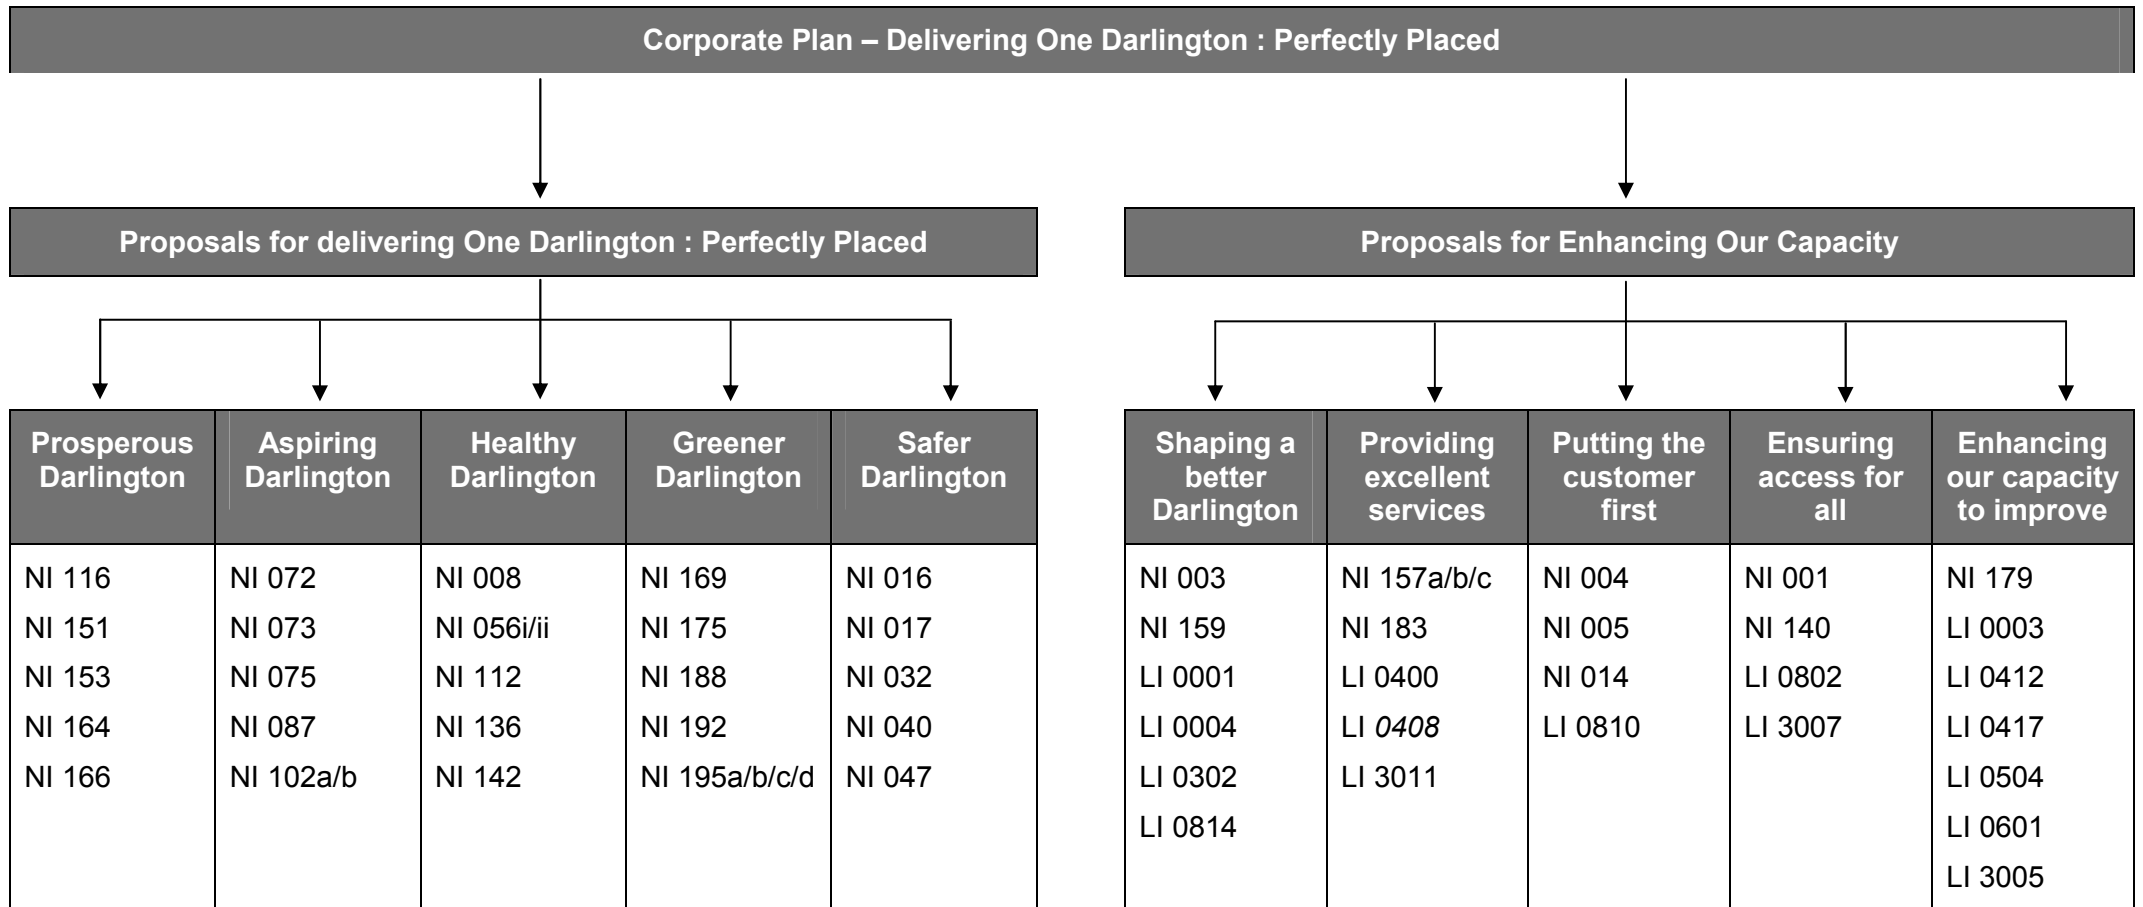 Corporate Plan – Delivering One Darlington : Perfectly Placed
Proposals for delivering One Darlington : Perfectly Placed
Prosperous
Darlington
Aspiring
Darlington
Healthy
Darlington
Greener
Darlington
Safer
Darlington
NI 116
NI 151
NI 153
NI 164
NI 166
NI 072
NI 073
NI 075
NI 087
NI 102a/b
NI 008
NI 056i/ii
NI 112
NI 136
NI 142
NI 169
NI 175
NI 188
NI 192
NI 195a/b/c/d
NI 016
NI 017
NI 032
NI 040
NI 047
Proposals for Enhancing Our Capacity
Shaping a
better
Darlington
Providing
excellent
services
Putting the
customer
first
Ensuring
access for
all
Enhancing
our capacity
to improve
NI 003
NI 159
LI 0001
LI 0004
LI 0302
LI 0814
NI 157a/b/c
NI 183
LI 0400
LI 0408
LI 3011
NI 004
NI 005
NI 014
LI 0810
NI 001
NI 140
LI 0802
LI 3007
NI 179
LI 0003
LI 0412
LI 0417
LI 0504
LI 0601
LI 3005